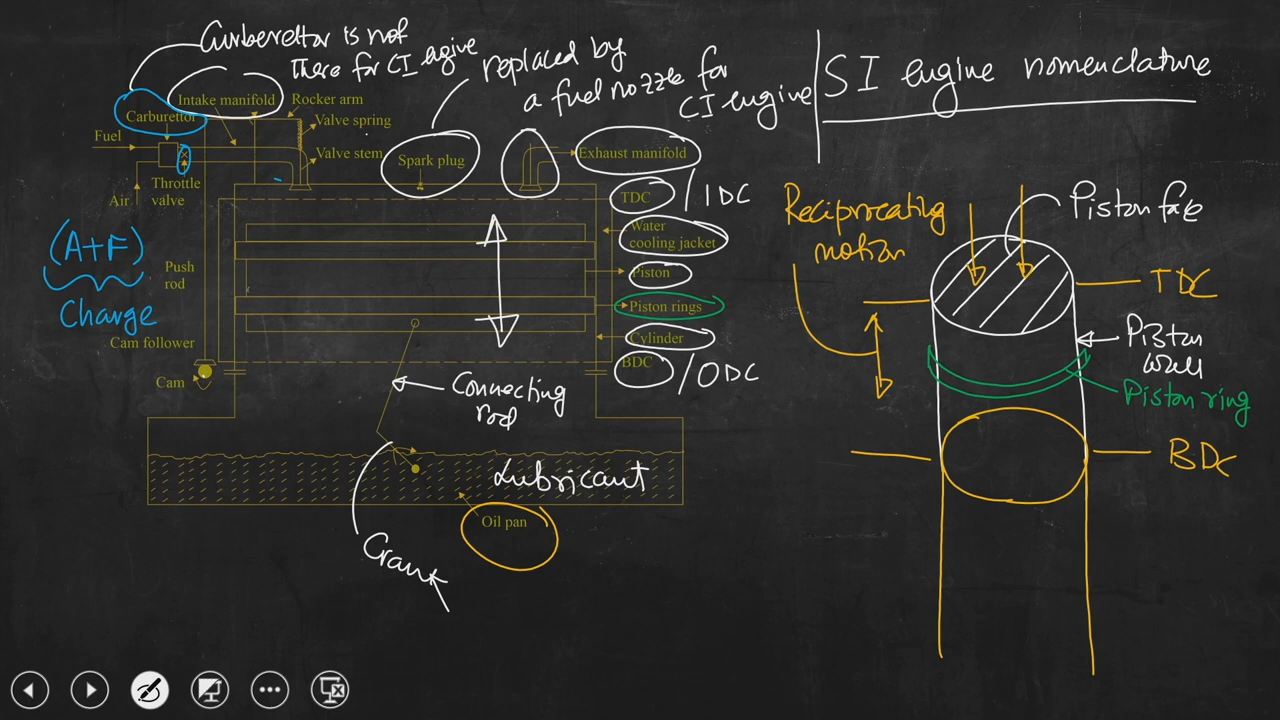 Curberettor is not
there for CI engive
replaced by
a fuel nozzle for
CI engine
SI engine nomenclature
Intake manifold
Rocker arm
Carburettor
Valve spring
Fuel
Valve stem
Spark plug
Exhaust manifold
Throttle
valve
Air
TDC / IDC
Water
cooling jacket
(A+F)
Charge
Push
rod
Piston
Piston rings
Cylinder
Cam follower
BDC / ODC
Cam
Connecting
rod
Lubricant
Oil pan
Crank
Reciprocating
motion
Piston face
TDC
Piston
Wall
Piston ring
BDC